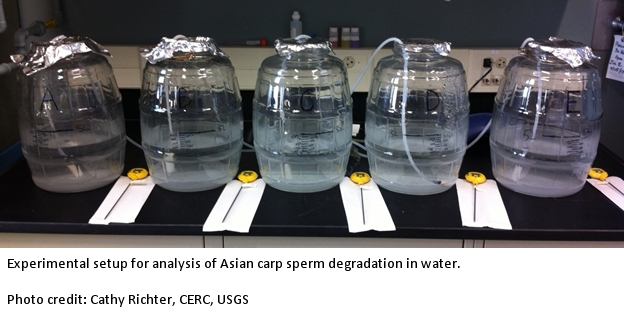 A B C D E
Experimental setup for analysis of Asian carp sperm degradation in water.
Photo credit: Cathy Richter, CERC, USGS